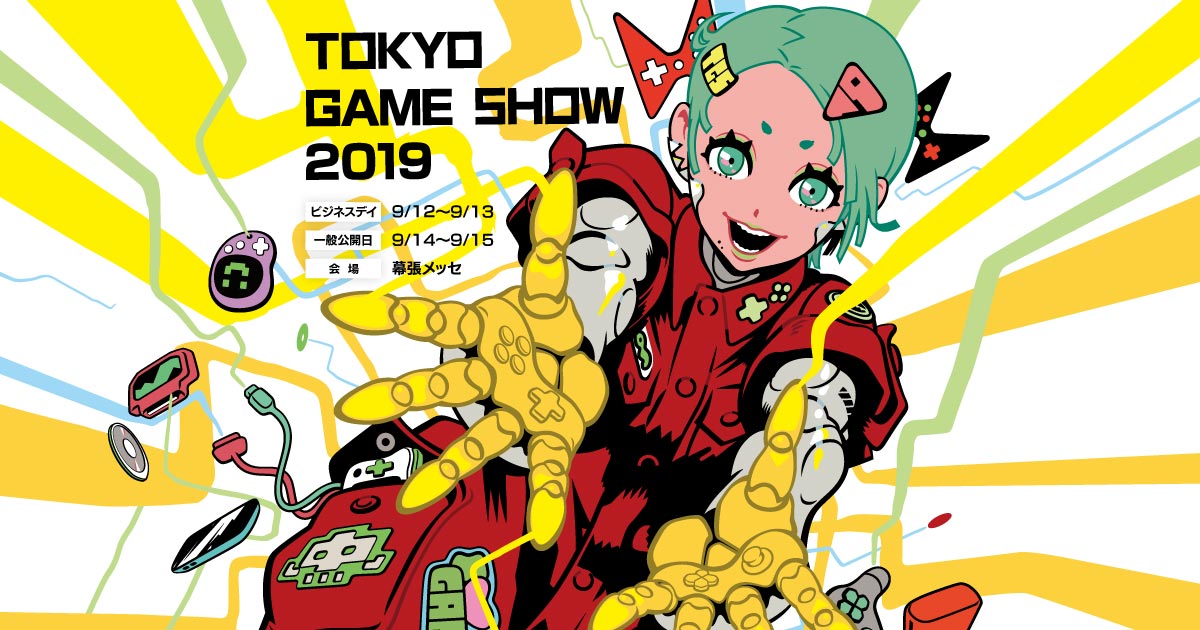 TOKYO
GAME SHOW
2019
ビジネスデイ 9/12～9/13
一般公開日 9/14～9/15
会 場 幕張メッセ